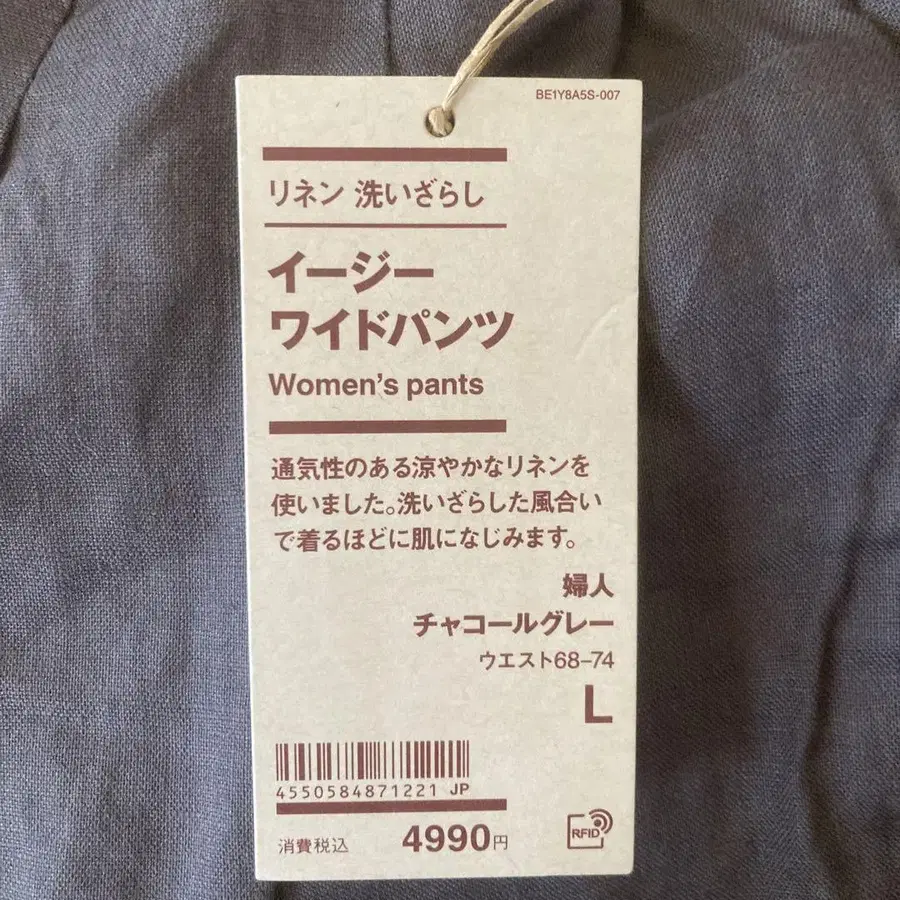 BE1Y8A5S-007
リネン 洗いざらし
イージー
ワイドパンツ
Women's pants
通気性のある涼やかなリネンを
使いました。洗いざらした風合い
で着るほどに肌になじみます。
婦人
チャコールグレー
ウエスト68–74
L
4550584871221 JP
消費税込 4990円
RFID